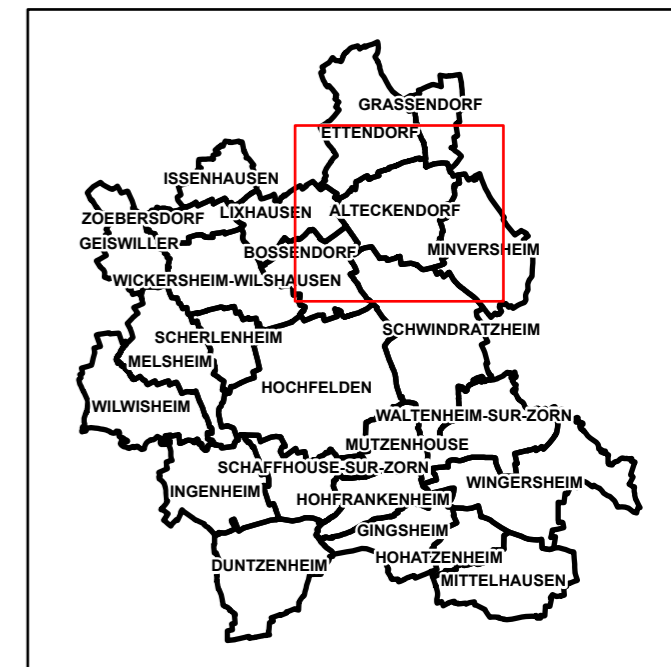 GRASSENDORF
ETTENDORF
ISSENHAUSEN
ZOEBERSDORF
LIXHAUSEN
ALTECKENDORF
GEISWILLER
BOSSENDORF
MINVERSHEIM
WICKERSHEIM-WILSHAUSEN
SCHERLENHEIM
SCHWINDRATZHEIM
MELSHEIM
HOCHFELDEN
WILWISHEIM
WALTENHEIM-SUR-ZORN
MUTZENHOUSE
SCHAFFHOUSE-SUR-ZORN
INGENHEIM
WINGERSHEIM
HOHFRANKENHEIM
GINGSHEIM
DUNTZENHEIM
HOHATZENHEIM
MITTELHAUSEN